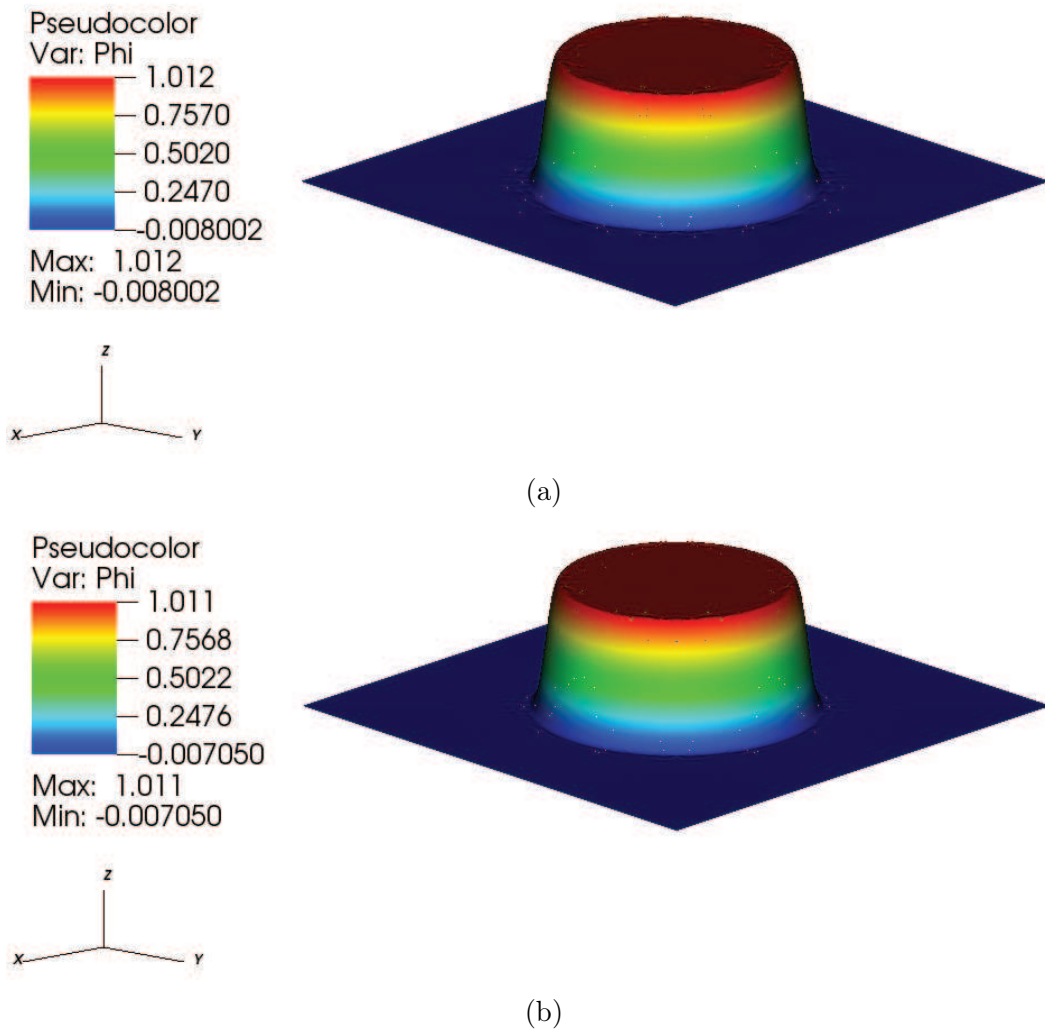 Pseudocolor
Var: Phi
1.012
0.7570
0.5020
0.2470
-0.008002
Max: 1.012
Min: -0.008002
Z
X
Y
(a)
Pseudocolor
Var: Phi
1.011
0.7568
0.5022
0.2476
-0.007050
Max: 1.011
Min: -0.007050
Z
X
Y
(b)